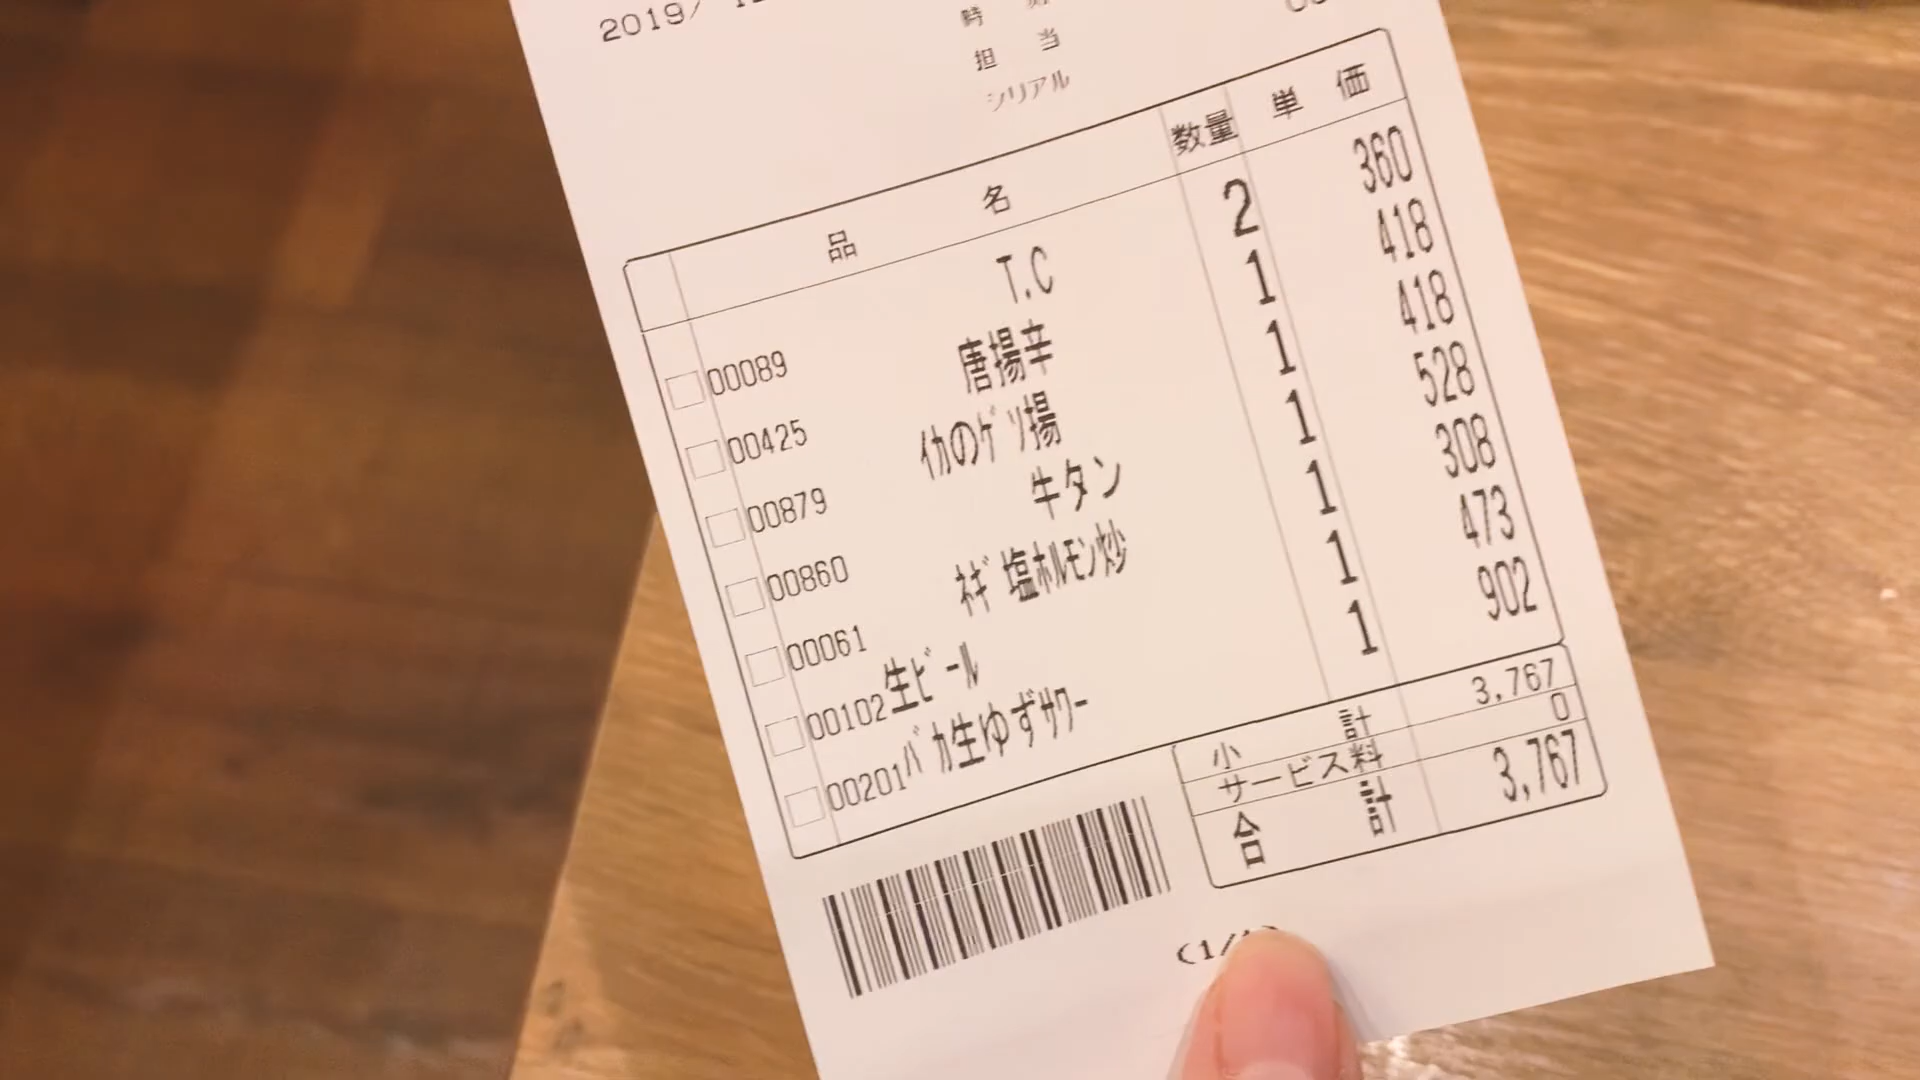 2019/
時 刻
担 当
シリアル
品 名 数量 単 価
00089 T.C 2 360
00425 唐揚辛 1 418
00879 ｲｶのｹﾞｿ揚 1 418
00860 牛タン 1 528
00061 ﾈｷﾞ塩ﾎﾙﾓﾝ炒 1 308
00102 生ﾋﾞｰﾙ 1 473
00201 ﾊﾞｶ生ゆずｻﾜｰ 1 902
小 計 3,767
サービス料 0
合 計 3,767
(1/